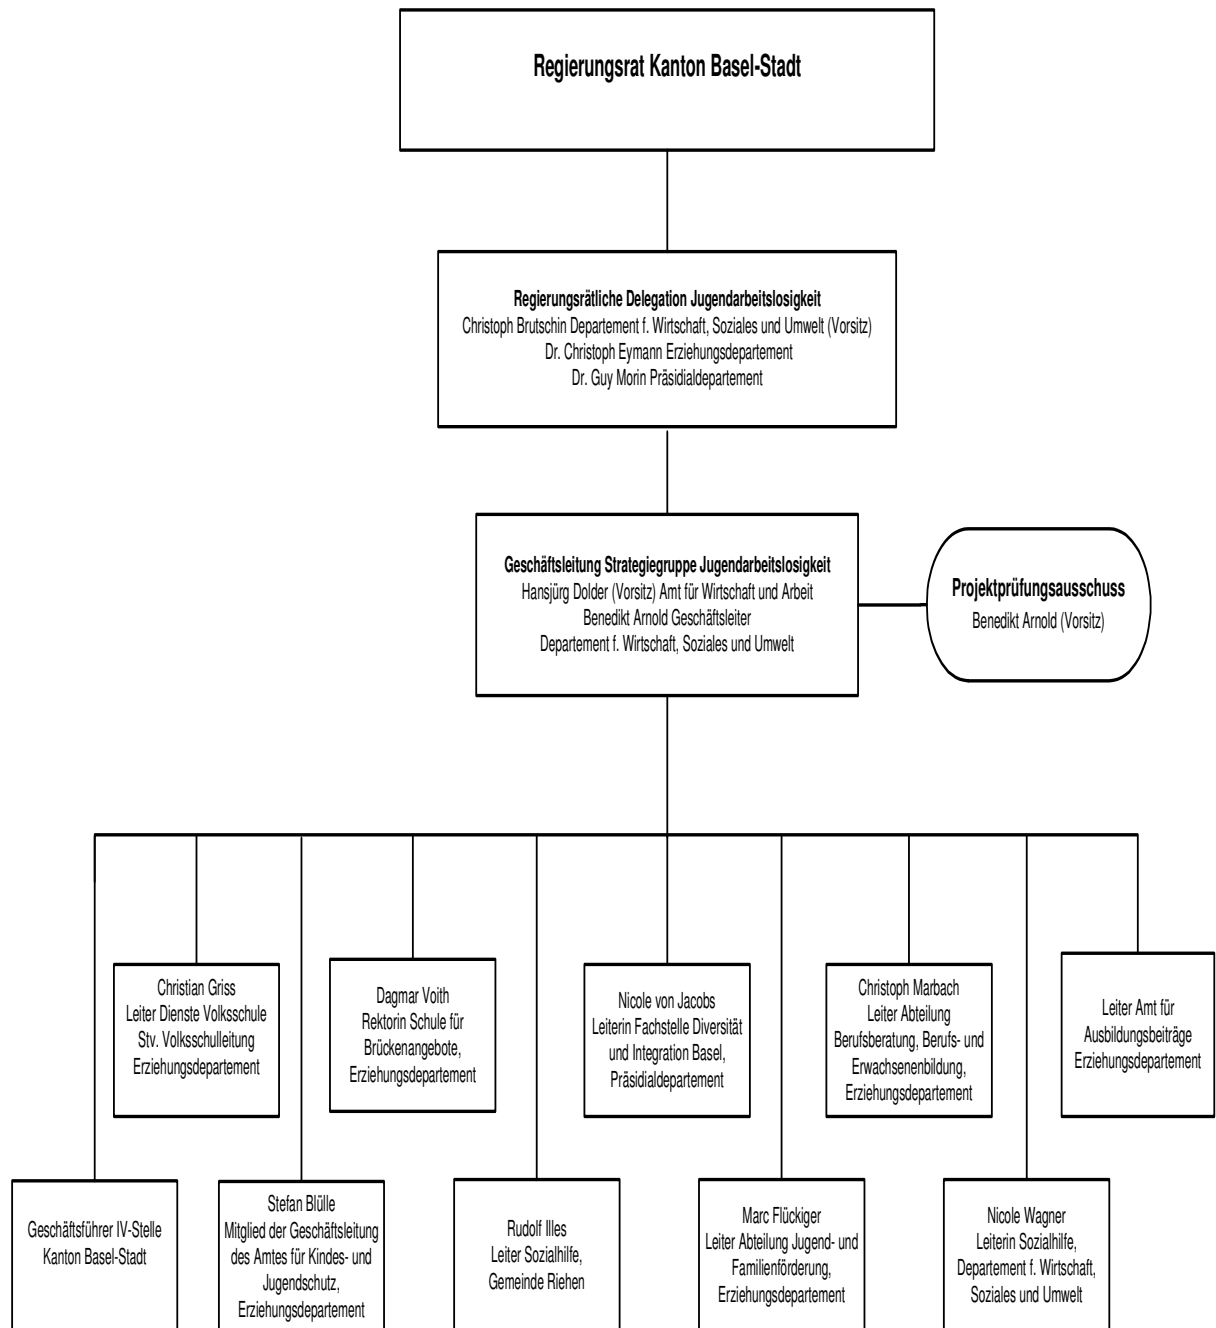 Regierungsrat Kanton Basel-Stadt
Regierungsrätliche Delegation Jugendarbeitslosigkeit
Christoph Brutschin Departement f. Wirtschaft, Soziales und Umwelt (Vorsitz)
Dr. Christoph Eymann Erziehungsdepartement
Dr. Guy Morin Präsidialdepartement
Geschäftsleitung Strategiegruppe Jugendarbeitslosigkeit
Hansjürg Dolder (Vorsitz) Amt für Wirtschaft und Arbeit
Benedikt Arnold Geschäftsleiter
Departement f. Wirtschaft, Soziales und Umwelt
Projektprüfungsausschuss
Benedikt Arnold (Vorsitz)
Christian Griss
Leiter Dienste Volksschule
Stv. Volksschulleitung
Erziehungsdepartement
Dagmar Voith
Rektorin Schule für
Brückenangebote,
Erziehungsdepartement
Nicole von Jacobs
Leiterin Fachstelle Diversität
und Integration Basel,
Präsidialdepartement
Christoph Marbach
Leiter Abteilung
Berufsberatung, Berufs- und
Erwachsenenbildung,
Erziehungsdepartement
Leiter Amt für
Ausbildungsbeiträge
Erziehungsdepartement
Geschäftsführer IV-Stelle
Kanton Basel-Stadt
Stefan Blülle
Mitglied der Geschäftsleitung
des Amtes für Kindes- und
Jugendschutz,
Erziehungsdepartement
Rudolf Illes
Leiter Sozialhilfe,
Gemeinde Riehen
Marc Flückiger
Leiter Abteilung Jugend- und
Familienförderung,
Erziehungsdepartement
Nicole Wagner
Leiterin Sozialhilfe,
Departement f. Wirtschaft,
Soziales und Umwelt